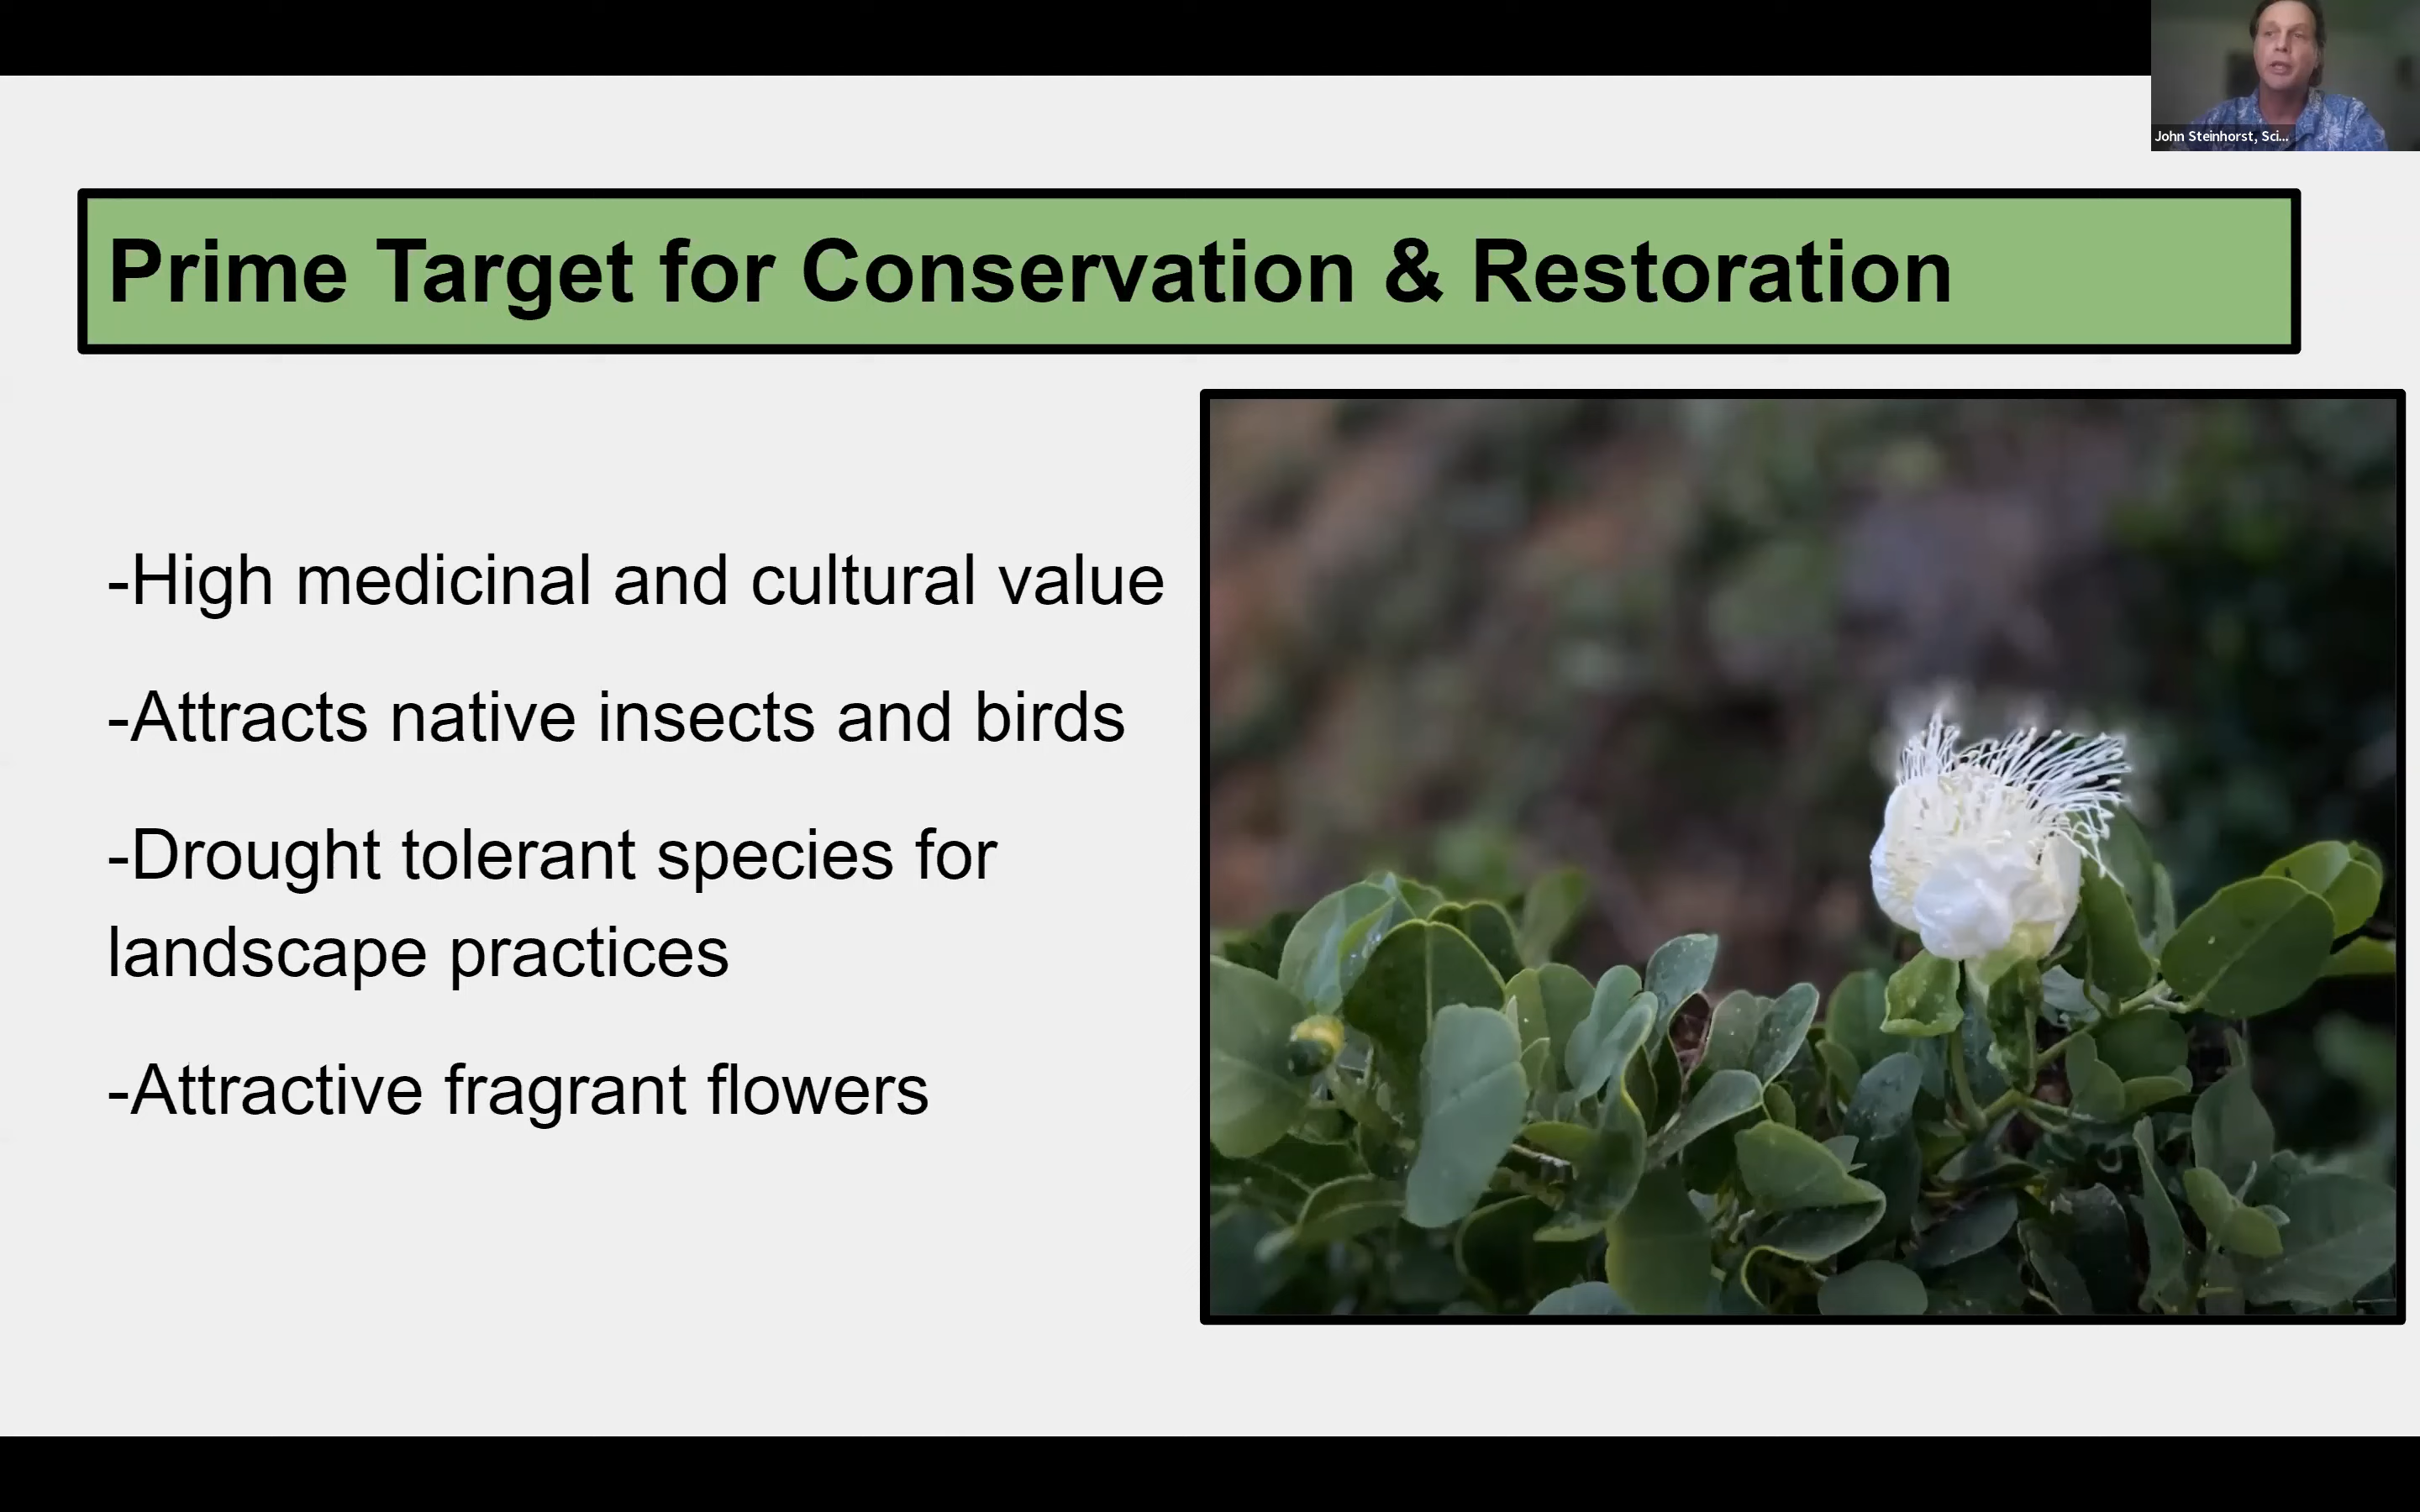 John Steinhorst, Sci...
Prime Target for Conservation & Restoration
-High medicinal and cultural value
-Attracts native insects and birds
-Drought tolerant species for
landscape practices
-Attractive fragrant flowers